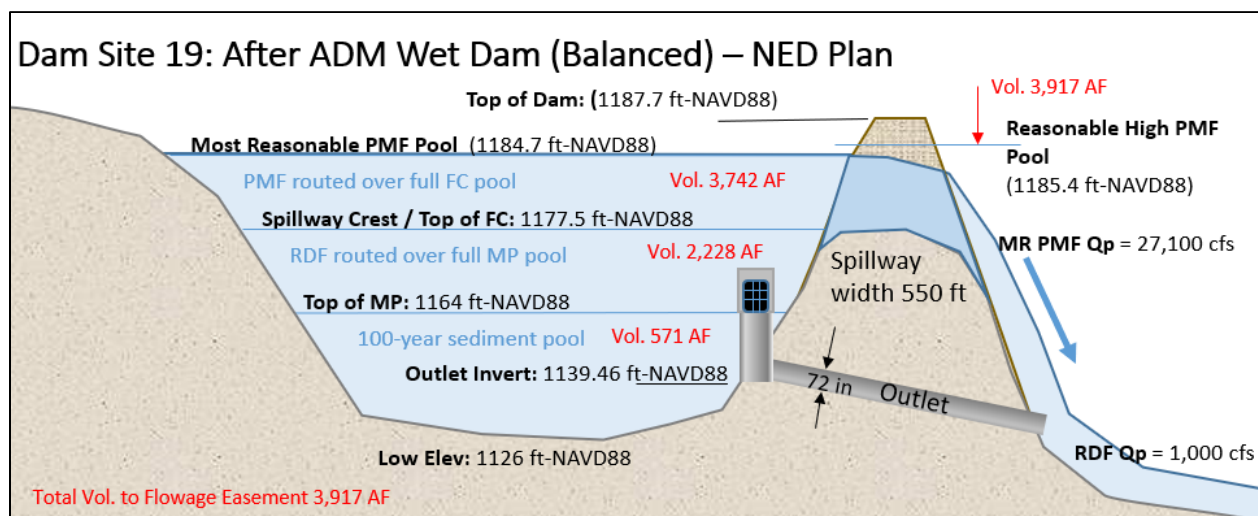 Dam Site 19: After ADM Wet Dam (Balanced) – NED Plan
Top of Dam: (1187.7 ft-NAVD88)
Vol. 3,917 AF
Reasonable High PMF
Pool
(1185.4 ft-NAVD88)
Most Reasonable PMF Pool (1184.7 ft-NAVD88)
PMF routed over full FC pool
Vol. 3,742 AF
Spillway Crest / Top of FC: 1177.5 ft-NAVD88
MR PMF Qp = 27,100 cfs
RDF routed over full MP pool
Vol. 2,228 AF
Spillway
width 550 ft
Top of MP: 1164 ft-NAVD88
100-year sediment pool
Vol. 571 AF
Outlet Invert: 1139.46 ft-NAVD88
72 in
Outlet
Low Elev: 1126 ft-NAVD88
RDF Qp = 1,000 cfs
Total Vol. to Flowage Easement 3,917 AF